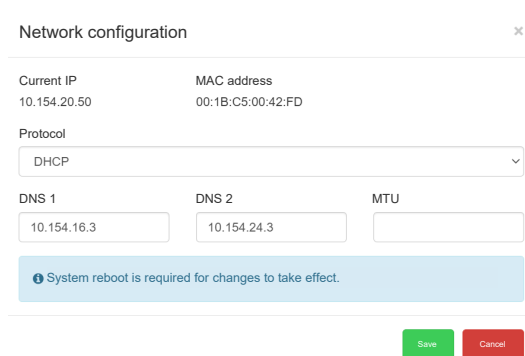 Network configuration ×
Current IP MAC address
10.154.20.50 00:1B:C5:00:42:FD
Protocol
DHCP
DNS 1 DNS 2 MTU
10.154.16.3 10.154.24.3
System reboot is required for changes to take effect.
Save Cancel